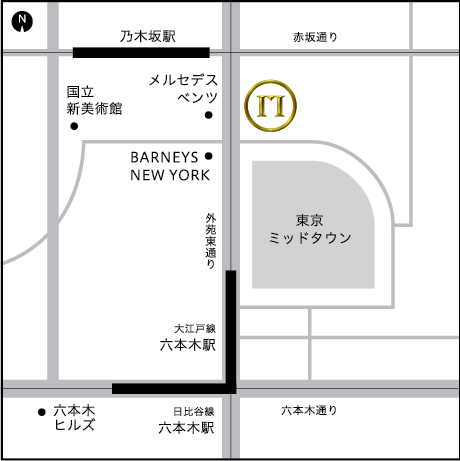 N
乃木坂駅
赤坂通り
メルセデス
ベンツ
国立
新美術館
BARNEYS
NEW YORK
外苑東通り
東京
ミッドタウン
大江戸線
六本木駅
六本木
ヒルズ
日比谷線
六本木駅
六本木通り